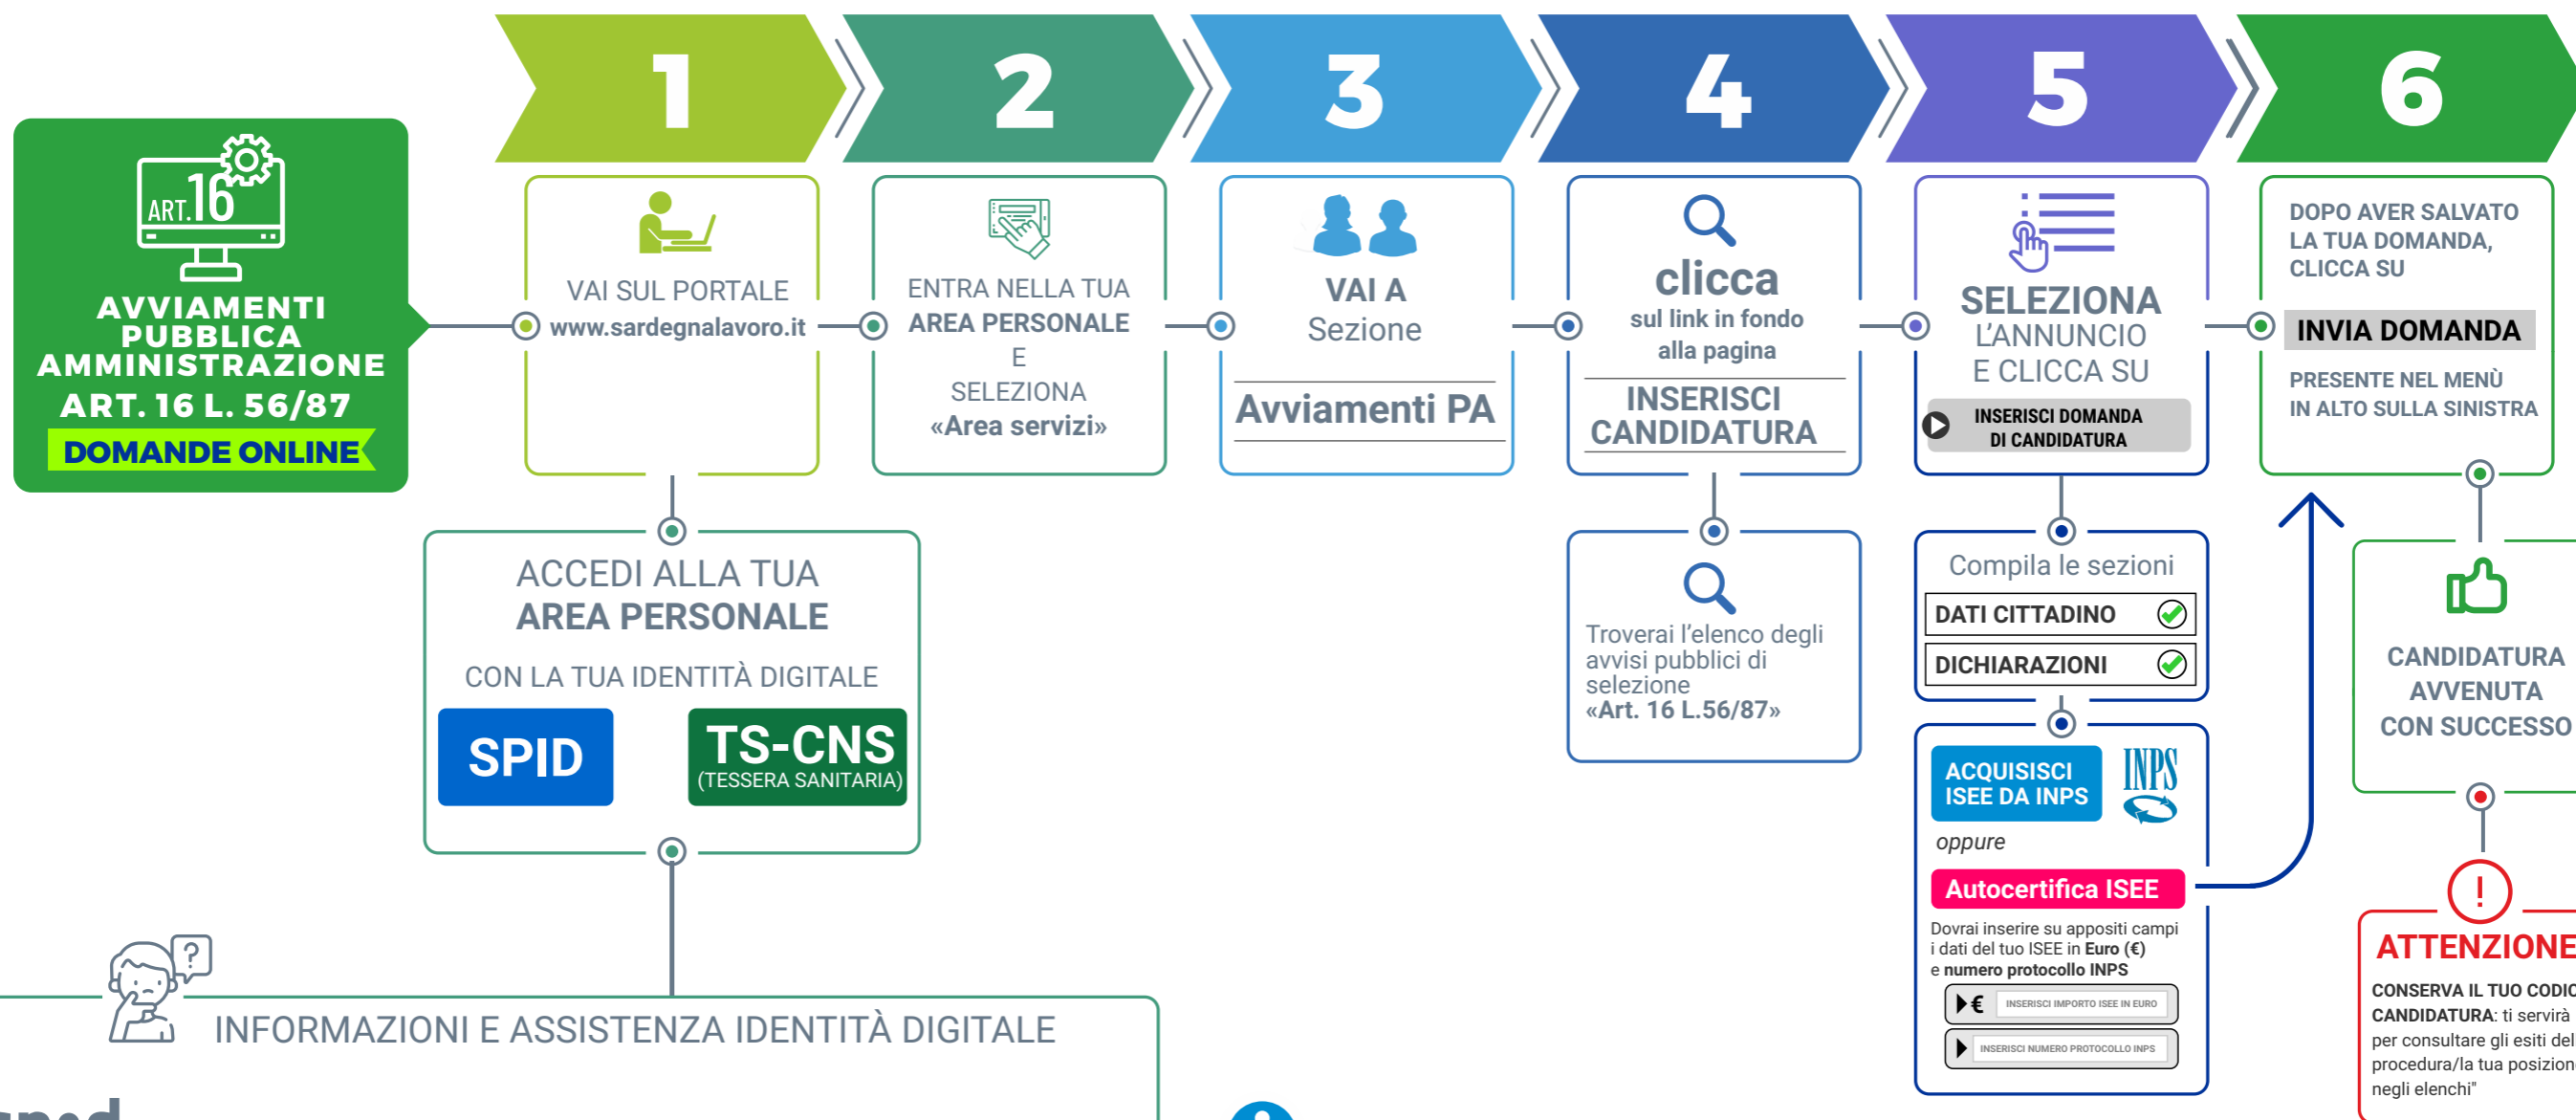 1
2
3
4
5
6
ART.16
AVVIAMENTI
PUBBLICA
AMMINISTRAZIONE
ART. 16 L. 56/87
DOMANDE ONLINE
VAI SUL PORTALE
www.sardegnalavoro.it
ENTRA NELLA TUA
AREA PERSONALE
E
SELEZIONA
«Area servizi»
VAI A
Sezione
Avviamenti PA
clicca
sul link in fondo
alla pagina
INSERISCI
CANDIDATURA
SELEZIONA
L'ANNUNCIO
E CLICCA SU
INSERISCI DOMANDA
DI CANDIDATURA
DOPO AVER SALVATO
LA TUA DOMANDA,
CLICCA SU
INVIA DOMANDA
PRESENTE NEL MENÙ
IN ALTO SULLA SINISTRA
ACCEDI ALLA TUA
AREA PERSONALE
CON LA TUA IDENTITÀ DIGITALE
SPID
TS-CNS
(TESSERA SANITARIA)
Troverai l'elenco degli
avvisi pubblici di
selezione
«Art. 16 L.56/87»
Compila le sezioni
DATI CITTADINO
DICHIARAZIONI
ACQUISISCI
ISEE DA INPS
INPS
oppure
Autocertifica ISEE
Dovrai inserire su appositi campi
i dati del tuo ISEE in Euro (€)
e numero protocollo INPS
€ INSERISCI IMPORTO ISEE IN EURO
INSERISCI NUMERO PROTOCOLLO INPS
CANDIDATURA
AVVENUTA
CON SUCCESSO
!
ATTENZIONE
CONSERVA IL TUO CODIC
CANDIDATURA: ti servirà
per consultare gli esiti del
procedura/la tua posizion
negli elenchi"
?
INFORMAZIONI E ASSISTENZA IDENTITÀ DIGITALE